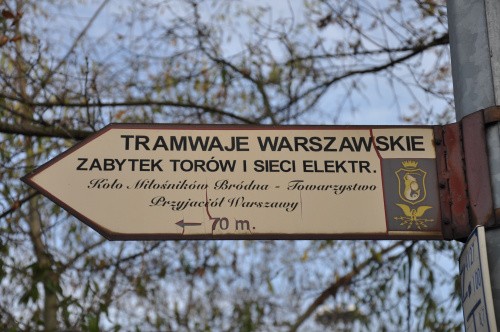 TRAMWAJE WARSZAWSKIE
ZABYTEK TORÓW I SIECI ELEKTR.
Koło Miłośników Bródna - Towarzystwo
Przyjaciół Warszawy
← 70 m.